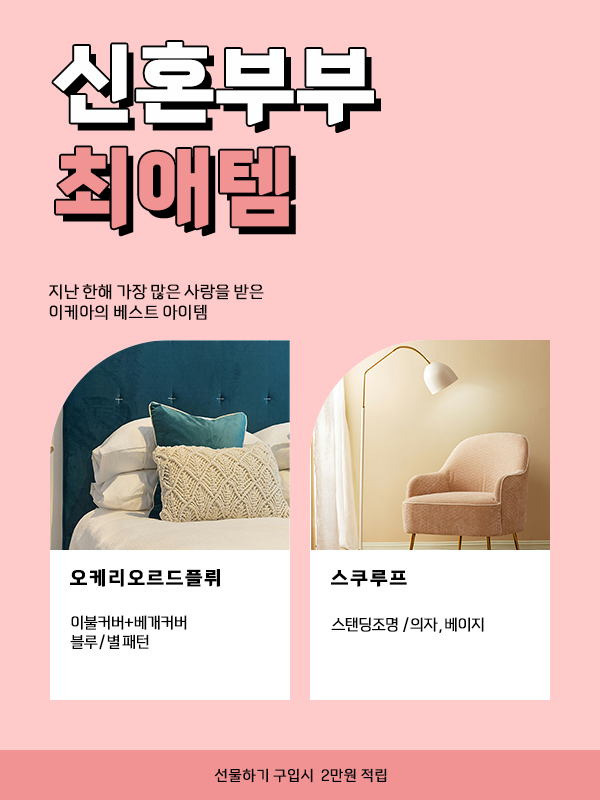 신혼부부
최애템
지난 한해 가장 많은 사랑을 받은
이케아의 베스트 아이템
오케리오르드플뤼
이불커버+베개커버
블루/별패턴
스쿠루프
스탠딩조명 /의자, 베이지
선물하기 구입시 2만원 적립